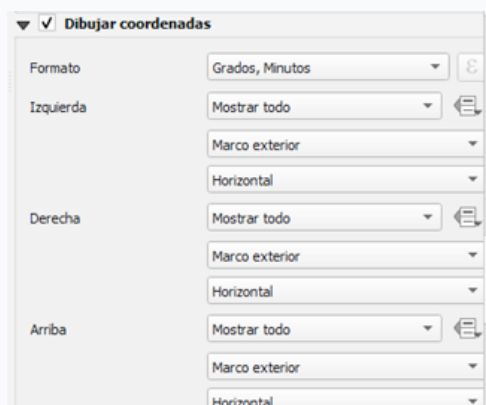 Dibujar coordenadas
Formato Grados, Minutos ε
Izquierda Mostrar todo
Marco exterior
Horizontal
Derecha Mostrar todo
Marco exterior
Horizontal
Arriba Mostrar todo
Marco exterior
Horizontal